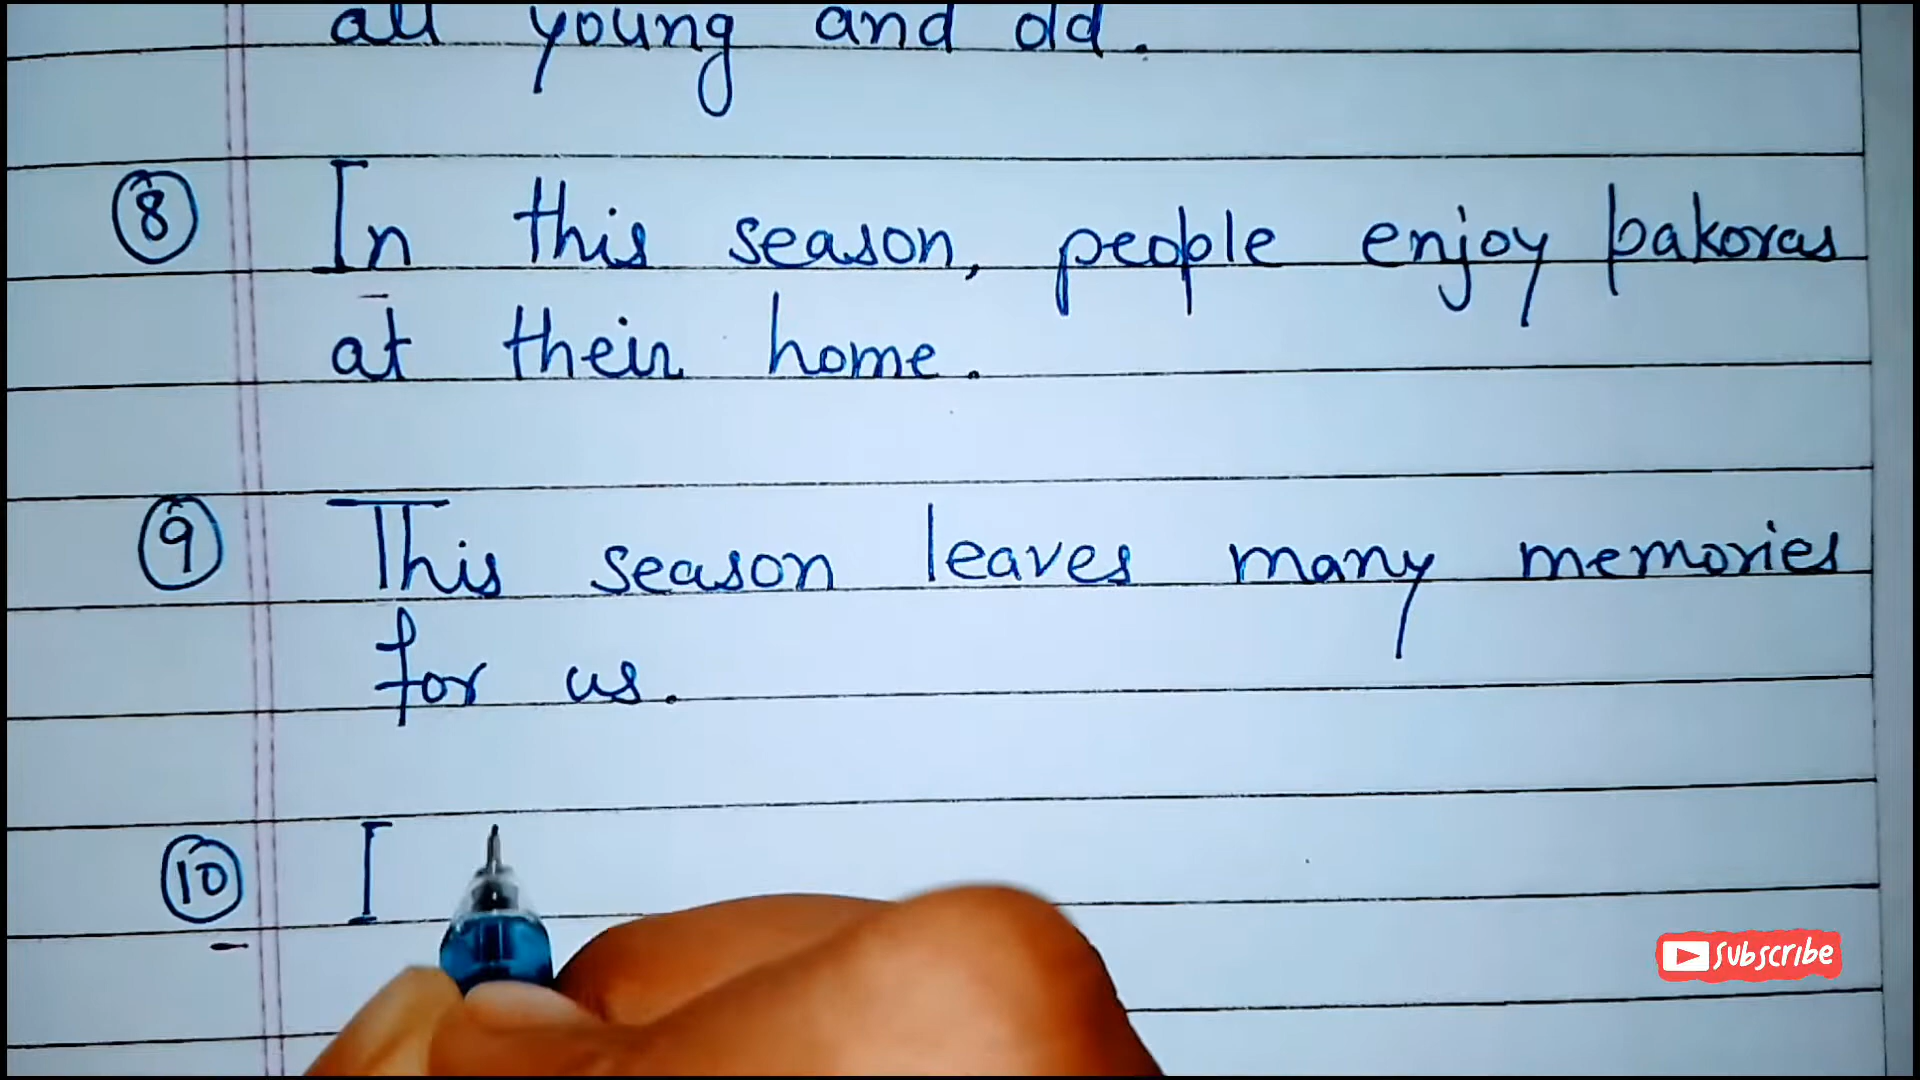 all young and old.
8 In this season, people enjoy pakoras
at their home.
9 This season leaves many memories
for us.
10 I
Subscribe